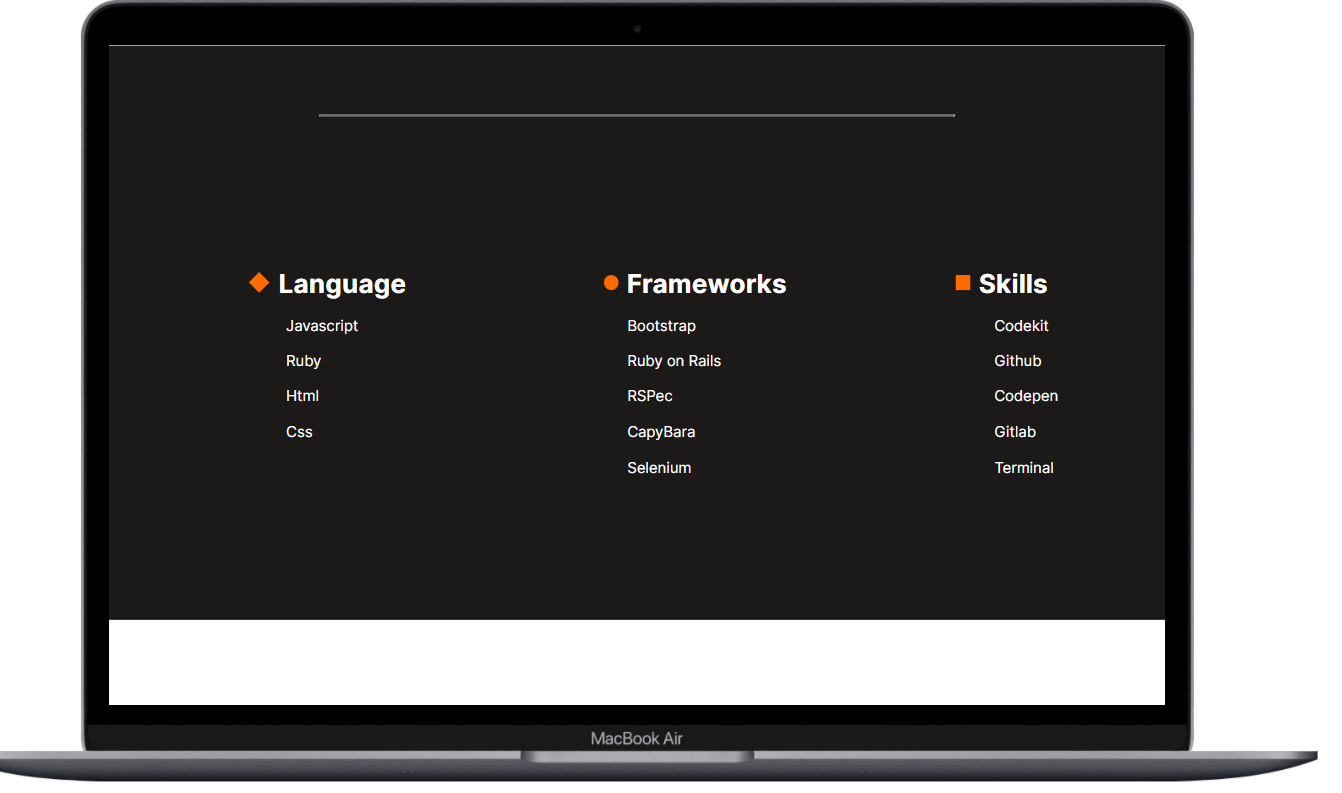 Language
Javascript
Ruby
Html
Css
Frameworks
Bootstrap
Ruby on Rails
RSPec
CapyBara
Selenium
Skills
Codekit
Github
Codepen
Gitlab
Terminal
MacBook Air